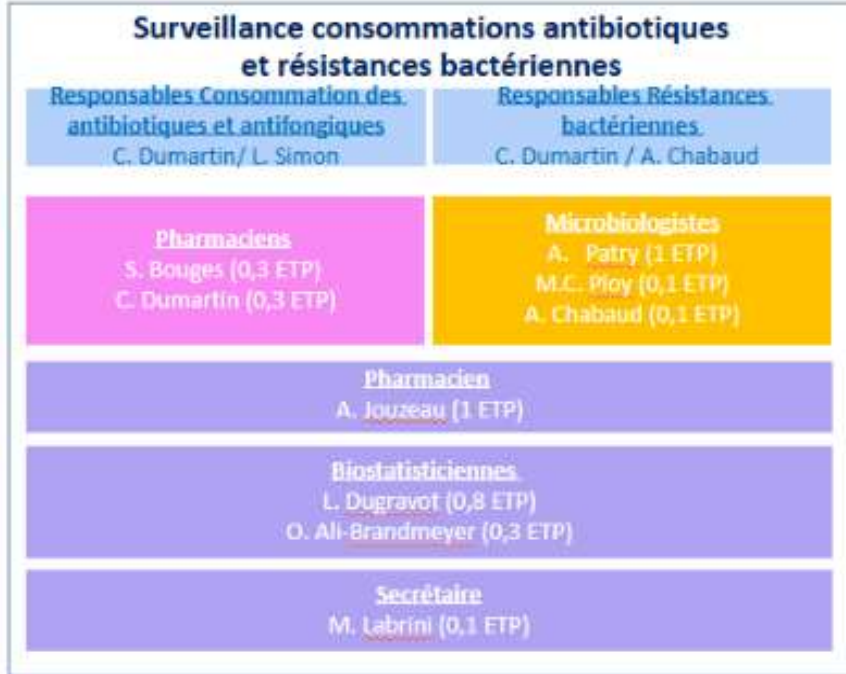 Surveillance consommations antibiotiques
et résistances bactériennes
Responsables Consommation des
antibiotiques et antifongiques
C. Dumartin/ L. Simon
Responsables Résistances
bactériennes
C. Dumartin / A. Chabaud
Pharmaciens
S. Bouges (0,3 ETP)
C. Dumartin (0,3 ETP)
Microbiologistes
A. Patry (1 ETP)
M.C. Ploy (0,1 ETP)
A. Chabaud (0,1 ETP)
Pharmacien
A. Jouzeau (1 ETP)
Biostatisticiennes
L. Dugravot (0,8 ETP)
O. Ali-Brandmeyer (0,3 ETP)
Secrétaire
M. Labrini (0,1 ETP)